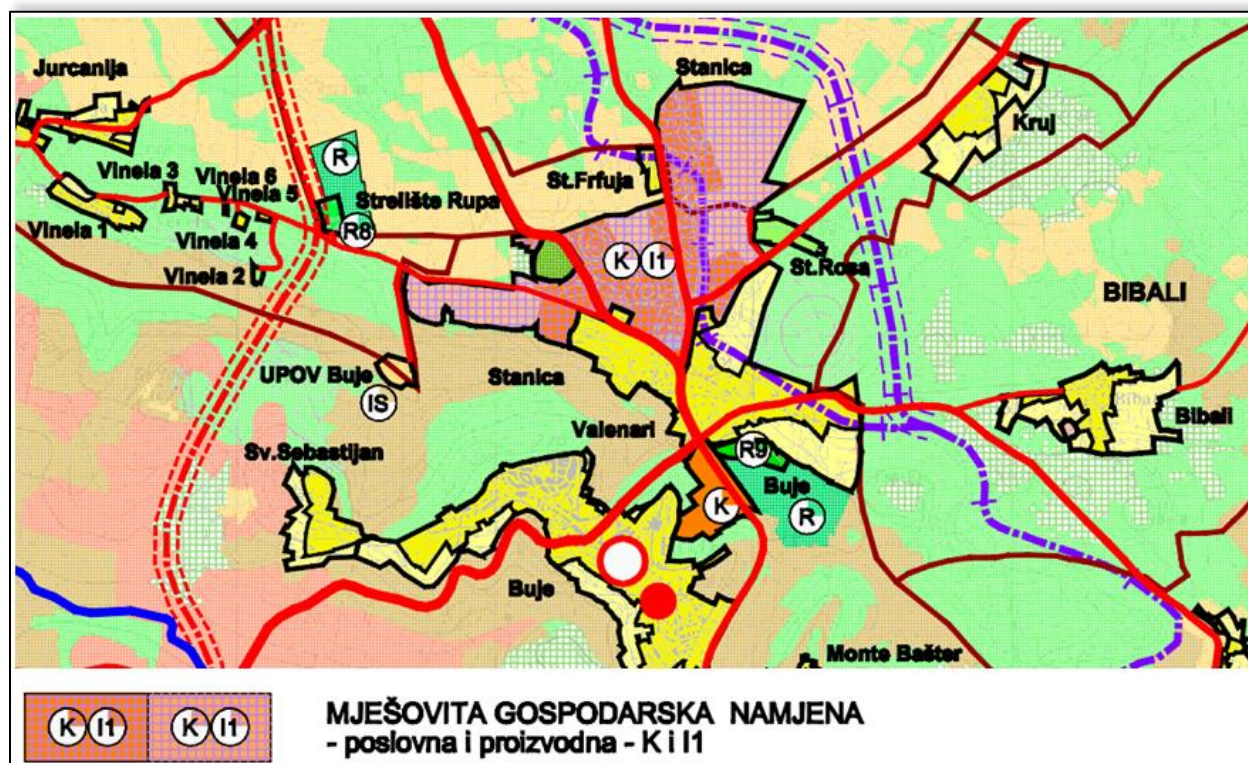 Jurcanija
Stanica
Kruj
R
Vinela 3
Vinela 6
Vinela 5
St.Frfuja
Strelište Rupa
Vinela 1
Vinela 4
R8
Vinela 2
K I1
St.Rosa
BIBALI
UPOV Buje
IS
Stanica
Valenari
Bibali
Sv.Sebastijan
R9
Buje
K
R
Buje
Monte Bašter
K I1 K I1
MJEŠOVITA GOSPODARSKA NAMJENA
- poslovna i proizvodna - K i I1